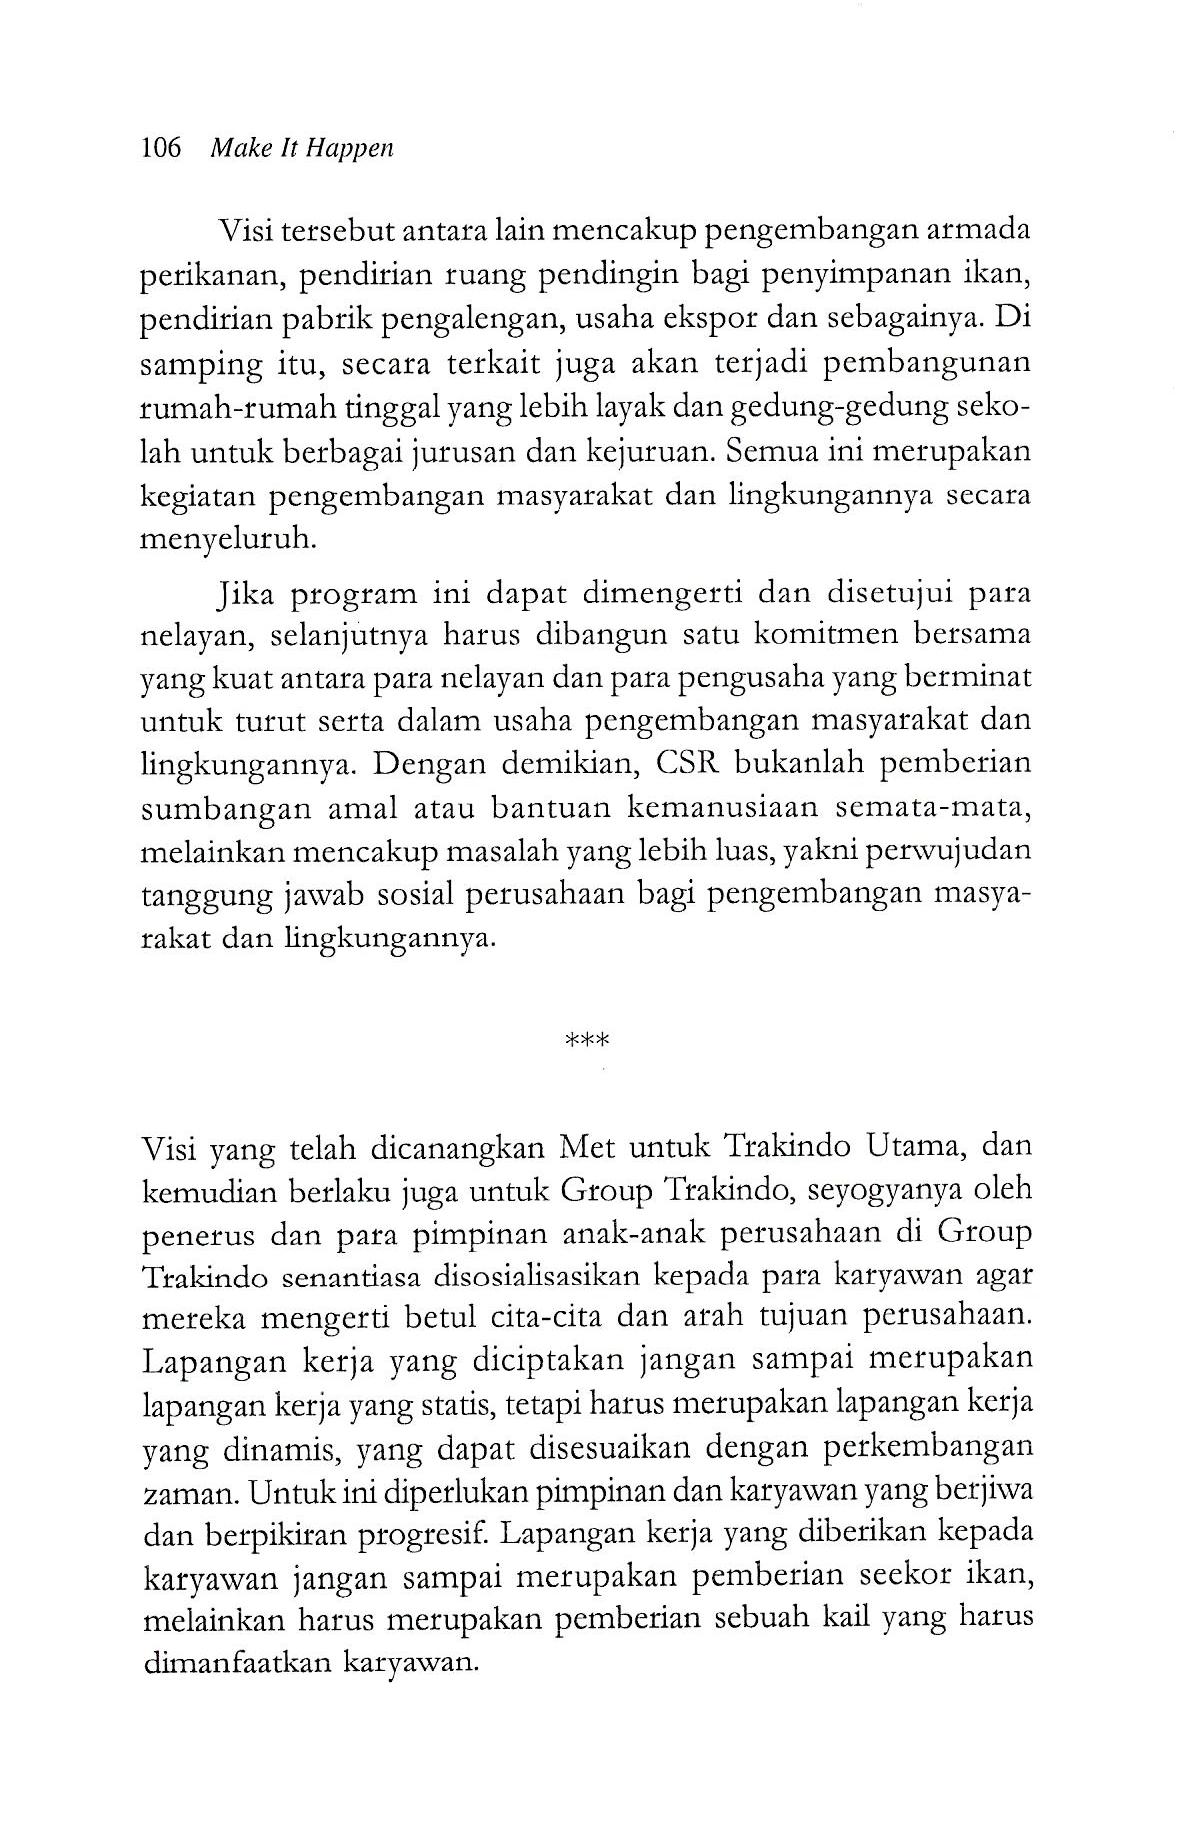 106 Make It Happen
Visi tersebut antara lain mencakup pengembangan armada
perikanan, pendirian ruang pendingin bagi penyimpanan ikan,
pendirian pabrik pengalengan, usaha ekspor dan sebagainya. Di
samping itu, secara terkait juga akan terjadi pembangunan
rumah-rumah tinggal yang lebih layak dan gedung-gedung seko-
lah untuk berbagai jurusan dan kejuruan. Semua ini merupakan
kegiatan pengembangan masyarakat dan lingkungannya secara
menyeluruh.
Jika program ini dapat dimengerti dan disetujui para
nelayan, selanjutnya harus dibangun satu komitmen bersama
yang kuat antara para nelayan dan para pengusaha yang berminat
untuk turut serta dalam usaha pengembangan masyarakat dan
lingkungannya. Dengan demikian, CSR bukanlah pemberian
sumbangan amal atau bantuan kemanusiaan semata-mata,
melainkan mencakup masalah yang lebih luas, yakni perwujudan
tanggung jawab sosial perusahaan bagi pengembangan masya-
rakat dan lingkungannya.
***
Visi yang telah dicanangkan Met untuk Trakindo Utama, dan
kemudian berlaku juga untuk Group Trakindo, seyogyanya oleh
penerus dan para pimpinan anak-anak perusahaan di Group
Trakindo senantiasa disosialisasikan kepada para karyawan agar
mereka mengerti betul cita-cita dan arah tujuan perusahaan.
Lapangan kerja yang diciptakan jangan sampai merupakan
lapangan kerja yang statis, tetapi harus merupakan lapangan kerja
yang dinamis, yang dapat disesuaikan dengan perkembangan
zaman. Untuk ini diperlukan pimpinan dan karyawan yang berjiwa
dan berpikiran progresif. Lapangan kerja yang diberikan kepada
karyawan jangan sampai merupakan pemberian seekor ikan,
melainkan harus merupakan pemberian sebuah kail yang harus
dimanfaatkan karyawan.